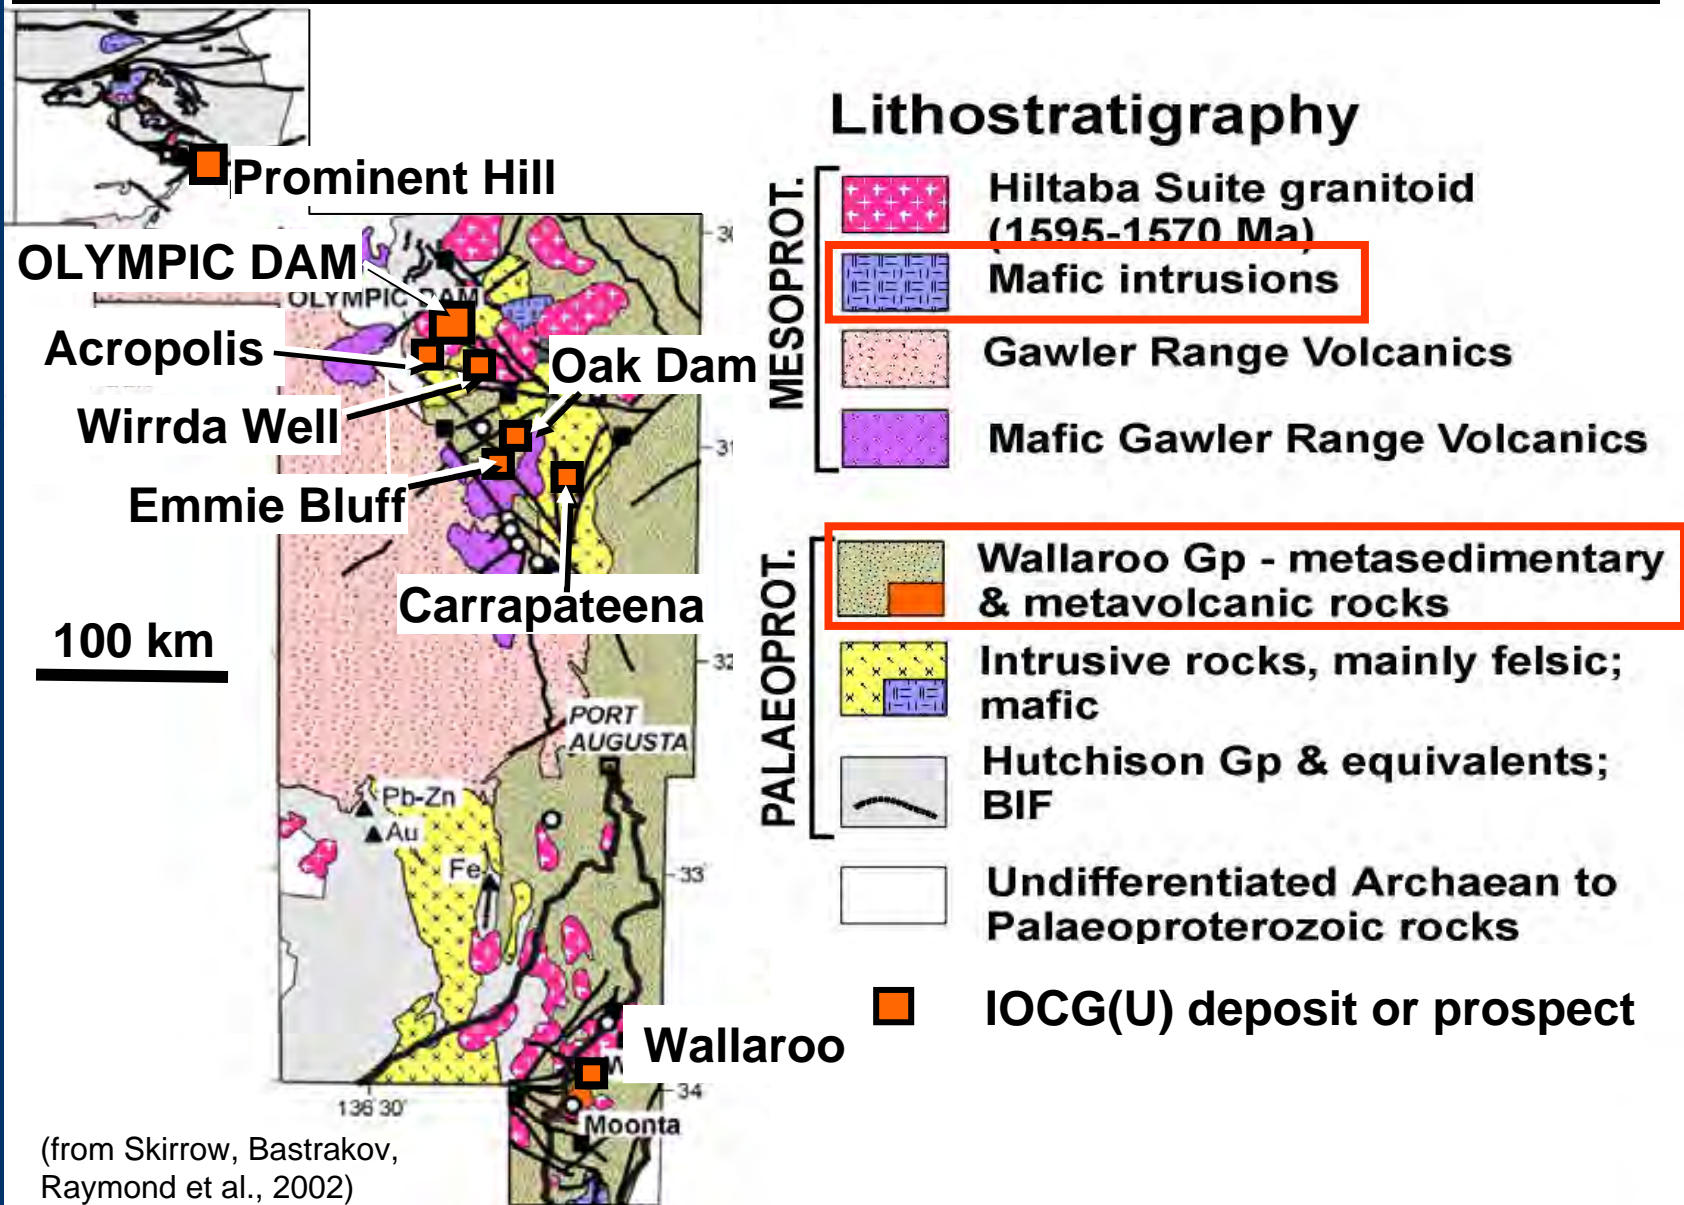 Prominent Hill
OLYMPIC DAM
OLYMPIC DAM
Acropolis
Oak Dam
Wirrda Well
31
Emmie Bluff
Carrapateena
100 km
32
PORT
AUGUSTA
Pb-Zn
Au
Fe
33
Wallaroo
34
136 30'
Moonta
(from Skirrow, Bastrakov,
Raymond et al., 2002)
Lithostratigraphy
MESOPROT.
Hiltaba Suite granitoid
(1595-1570 Ma)
Mafic intrusions
Gawler Range Volcanics
Mafic Gawler Range Volcanics
PALAEOPROT.
Wallaroo Gp - metasedimentary
& metavolcanic rocks
Intrusive rocks, mainly felsic;
mafic
Hutchison Gp & equivalents;
BIF
Undifferentiated Archaean to
Palaeoproterozoic rocks
IOCG(U) deposit or prospect